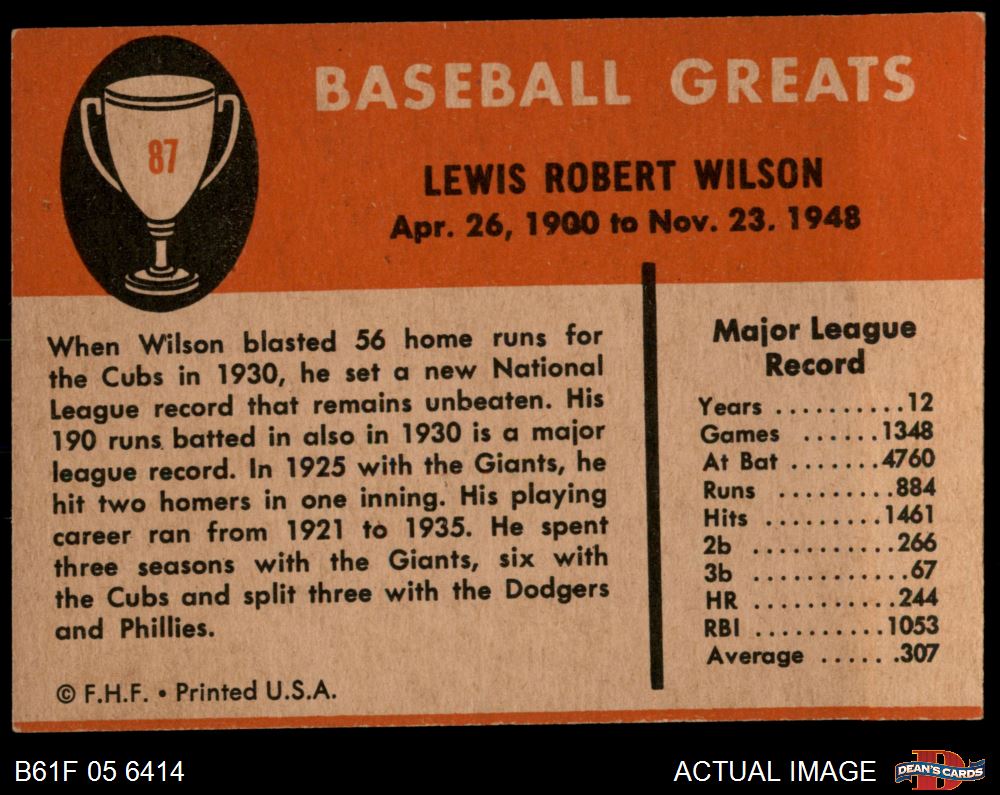 87
BASEBALL GREATS
LEWIS ROBERT WILSON
Apr. 26, 1900 to Nov. 23. 1948
When Wilson blasted 56 home runs for
the Cubs in 1930, he set a new National
League record that remains unbeaten. His
190 runs batted in also in 1930 is a major
league record. In 1925 with the Giants, he
hit two homers in one inning. His playing
career ran from 1921 to 1935. He spent
three seasons with the Giants, six with
the Cubs and split three with the Dodgers
and Phillies.
© F.H.F. • Printed U.S.A.
Major League
Record
Years ..........12
Games ......1348
At Bat .......4760
Runs .........884
Hits .........1461
2b ...........266
3b ............67
HR ...........244
RBI ..........1053
Average ......307
B61F 05 6414
ACTUAL IMAGE
D
DEAN'S CARDS